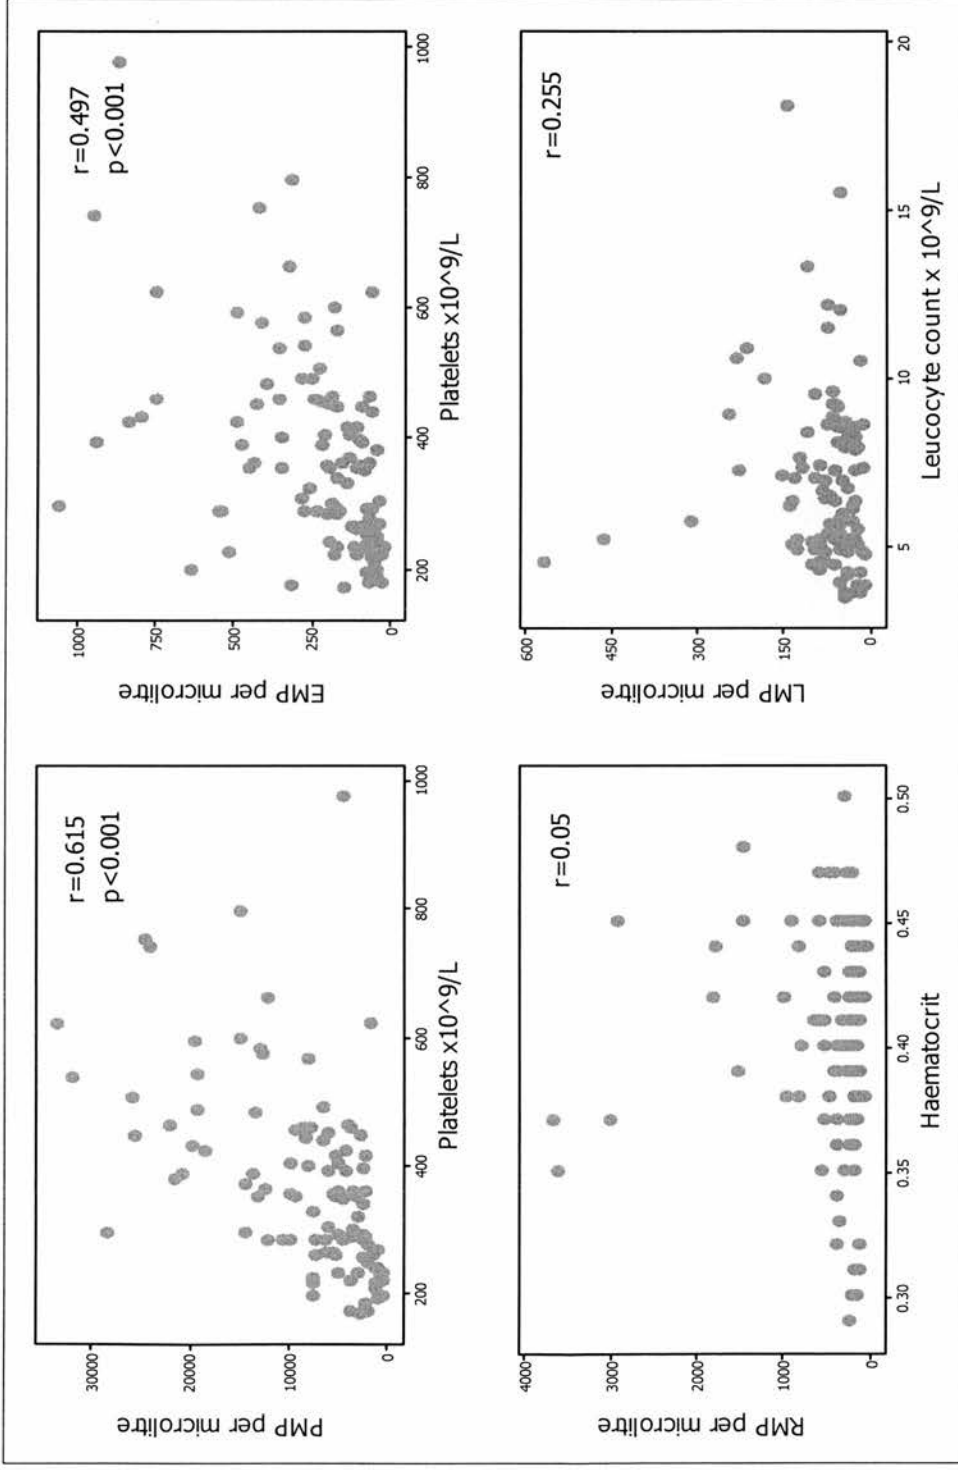 PMP per microlitre
30000
20000
10000
0
r=0.615
p<0.001
200
400
600
800
1000
Platelets x10^9/L
EMP per microlitre
1000
750
500
250
0
r=0.497
p<0.001
200
400
600
800
1000
Platelets x10^9/L
RMP per microlitre
4000
3000
2000
1000
0
r=0.05
0.30
0.35
0.40
0.45
0.50
Haematocrit
LMP per microlitre
600
450
300
150
0
r=0.255
5
10
15
20
Leucocyte count x 10^9/L